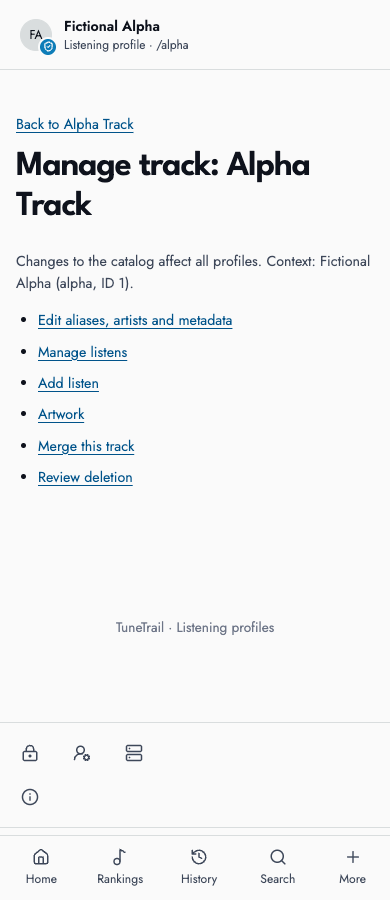 FA
Fictional Alpha
Listening profile · /alpha
Back to Alpha Track
Manage track: Alpha
Track
Changes to the catalog affect all profiles. Context: Fictional
Alpha (alpha, ID 1).
Edit aliases, artists and metadata
Manage listens
Add listen
Artwork
Merge this track
Review deletion
TuneTrail · Listening profiles
Home
Rankings
History
Search
More